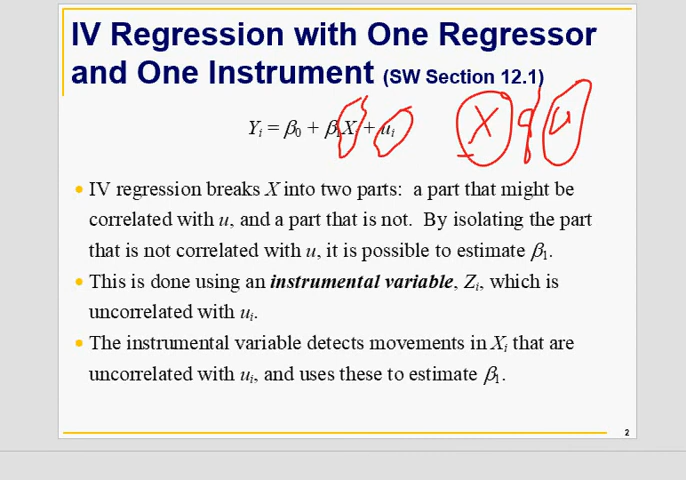 IV Regression with One Regressor
and One Instrument (SW Section 12.1)
Yᵢ = β₀ + β₁Xᵢ + uᵢ
X & u
• IV regression breaks X into two parts: a part that might be
correlated with u, and a part that is not. By isolating the part
that is not correlated with u, it is possible to estimate β₁.
• This is done using an instrumental variable, Zᵢ, which is
uncorrelated with uᵢ.
• The instrumental variable detects movements in Xᵢ that are
uncorrelated with uᵢ, and uses these to estimate β₁.
2